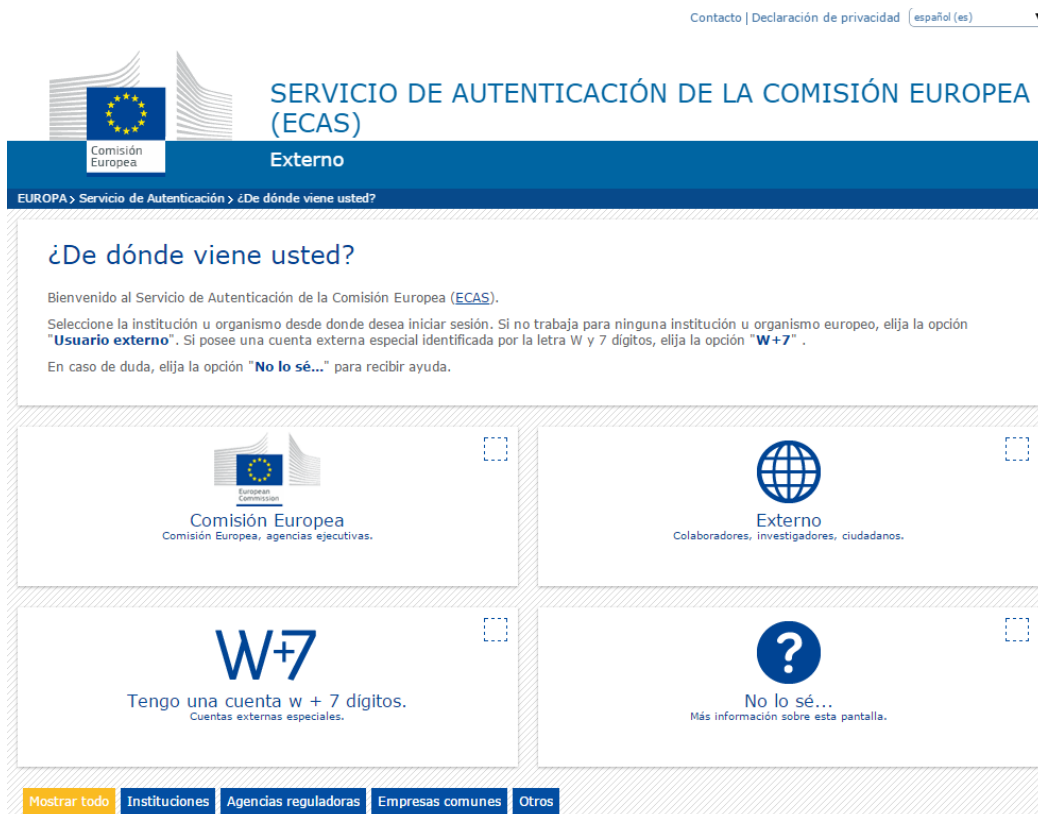 Contacto | Declaración de privacidad español (es)
SERVICIO DE AUTENTICACIÓN DE LA COMISIÓN EUROPEA
(ECAS)
Comisión
Europea
Externo
EUROPA > Servicio de Autenticación > ¿De dónde viene usted?
¿De dónde viene usted?
Bienvenido al Servicio de Autenticación de la Comisión Europea (ECAS).
Seleccione la institución u organismo desde donde desea iniciar sesión. Si no trabaja para ninguna institución u organismo europeo, elija la opción
"Usuario externo". Si posee una cuenta externa especial identificada por la letra W y 7 dígitos, elija la opción "W+7" .
En caso de duda, elija la opción "No lo sé..." para recibir ayuda.
European
Commission
Comisión Europea
Comisión Europea, agencias ejecutivas.
Externo
Colaboradores, investigadores, ciudadanos.
W+7
Tengo una cuenta w + 7 dígitos.
Cuentas externas especiales.
?
No lo sé...
Más información sobre esta pantalla.
Mostrar todo Instituciones Agencias reguladoras Empresas comunes Otros